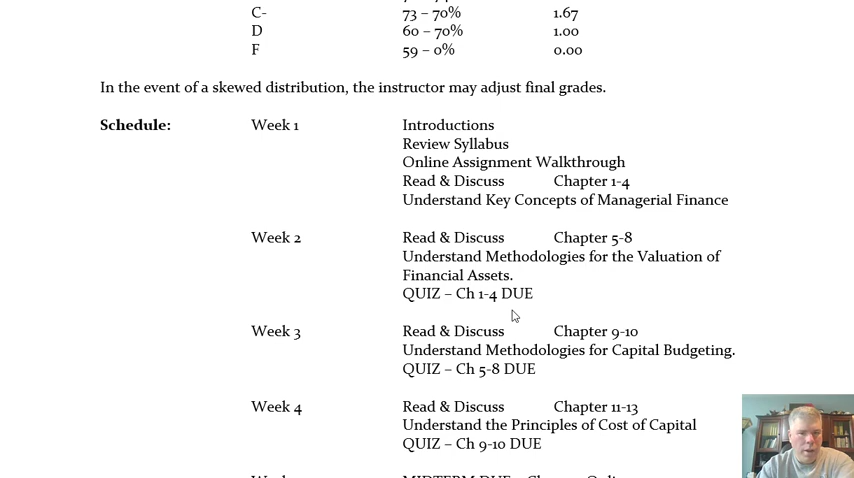 C- 73 – 70% 1.67
D 60 – 70% 1.00
F 59 – 0% 0.00
In the event of a skewed distribution, the instructor may adjust final grades.
Schedule: Week 1 Introductions
Review Syllabus
Online Assignment Walkthrough
Read & Discuss Chapter 1-4
Understand Key Concepts of Managerial Finance
Week 2 Read & Discuss Chapter 5-8
Understand Methodologies for the Valuation of
Financial Assets.
QUIZ – Ch 1-4 DUE
Week 3 Read & Discuss Chapter 9-10
Understand Methodologies for Capital Budgeting.
QUIZ – Ch 5-8 DUE
Week 4 Read & Discuss Chapter 11-13
Understand the Principles of Cost of Capital
QUIZ – Ch 9-10 DUE